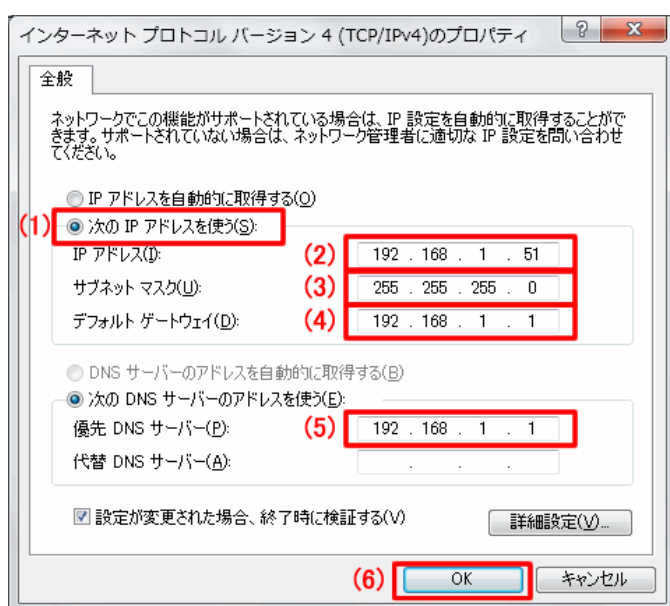 インターネット プロトコル バージョン 4 (TCP/IPv4)のプロパティ
全般
ネットワークでこの機能がサポートされている場合は、IP 設定を自動的に取得することがで
きます。サポートされていない場合は、ネットワーク管理者に適切な IP 設定を問い合わせ
てください。
IP アドレスを自動的に取得する(O)
(1) 次の IP アドレスを使う(S):
IP アドレス(I): (2) 192 . 168 . 1 . 51
サブネット マスク(U): (3) 255 . 255 . 255 . 0
デフォルト ゲートウェイ(D): (4) 192 . 168 . 1 . 1
DNS サーバーのアドレスを自動的に取得する(B)
次の DNS サーバーのアドレスを使う(E):
優先 DNS サーバー(P): (5) 192 . 168 . 1 . 1
代替 DNS サーバー(A): . . .
設定が変更された場合、終了時に検証する(V)
詳細設定(V)...
(6) OK キャンセル